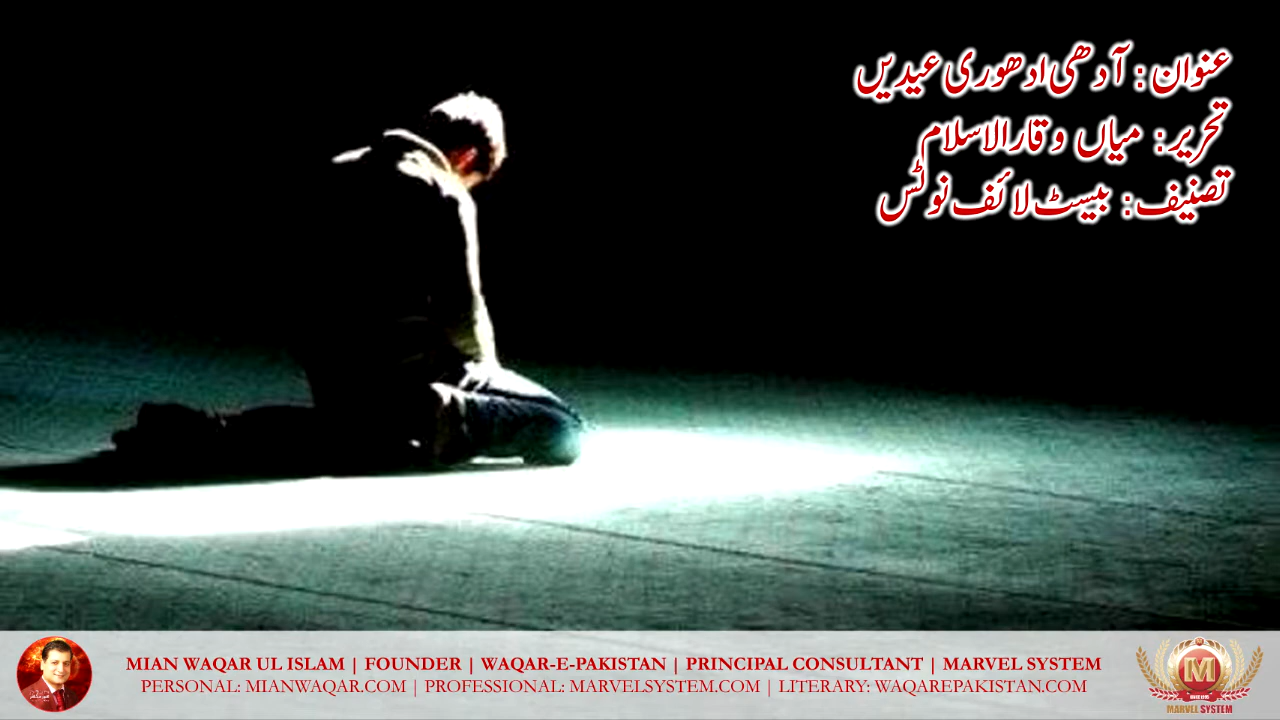 عنوان: آدھی ادھوری عیدیں
تحریر: میاں وقارالاسلام
تصنیف: بیسٹ لائف نوٹس
MIAN WAQAR UL ISLAM | FOUNDER | WAQAR-E-PAKISTAN | PRINCIPAL CONSULTANT | MARVEL SYSTEM
PERSONAL: MIANWAQAR.COM | PROFESSIONAL: MARVELSYSTEM,COM | LITERARY: WAQAREPAKISTAN.COM
M
MARVEL SYSTEM